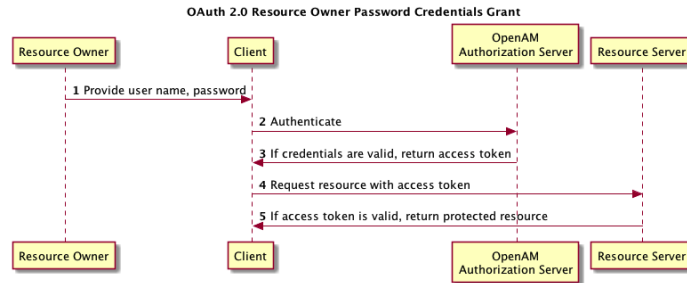 OAuth 2.0 Resource Owner Password Credentials Grant
Resource Owner
Client
OpenAM
Authorization Server
Resource Server
1 Provide user name, password
2 Authenticate
3 If credentials are valid, return access token
4 Request resource with access token
5 If access token is valid, return protected resource
Resource Owner
Client
OpenAM
Authorization Server
Resource Server